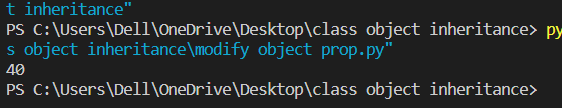 t inheritance"
PS C:\Users\Dell\OneDrive\Desktop\class object inheritance> py
s object inheritance\modify object prop.py"
40
PS C:\Users\Dell\OneDrive\Desktop\class object inheritance>